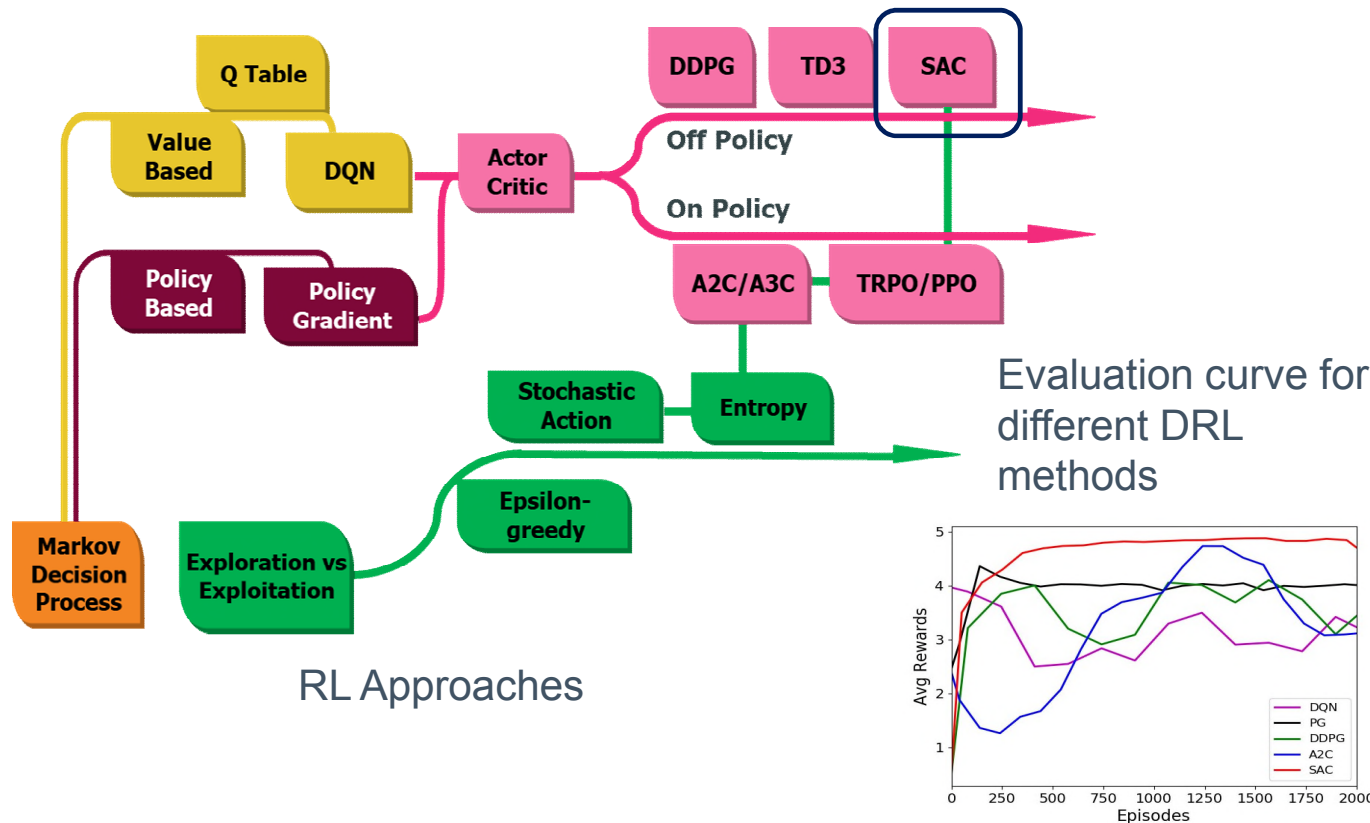 Q Table
Value
Based
DQN
Policy
Based
Policy
Gradient
Actor
Critic
DDPG
TD3
SAC
Off Policy
On Policy
A2C/A3C
TRPO/PPO
Stochastic
Action
Entropy
Epsilon-
greedy
Markov
Decision
Process
Exploration vs
Exploitation
RL Approaches
Evaluation curve for
different DRL
methods
Avg Rewards
5
4
3
2
1
DQN
PG
DDPG
A2C
SAC
0 250 500 750 1000 1250 1500 1750 2000
Episodes